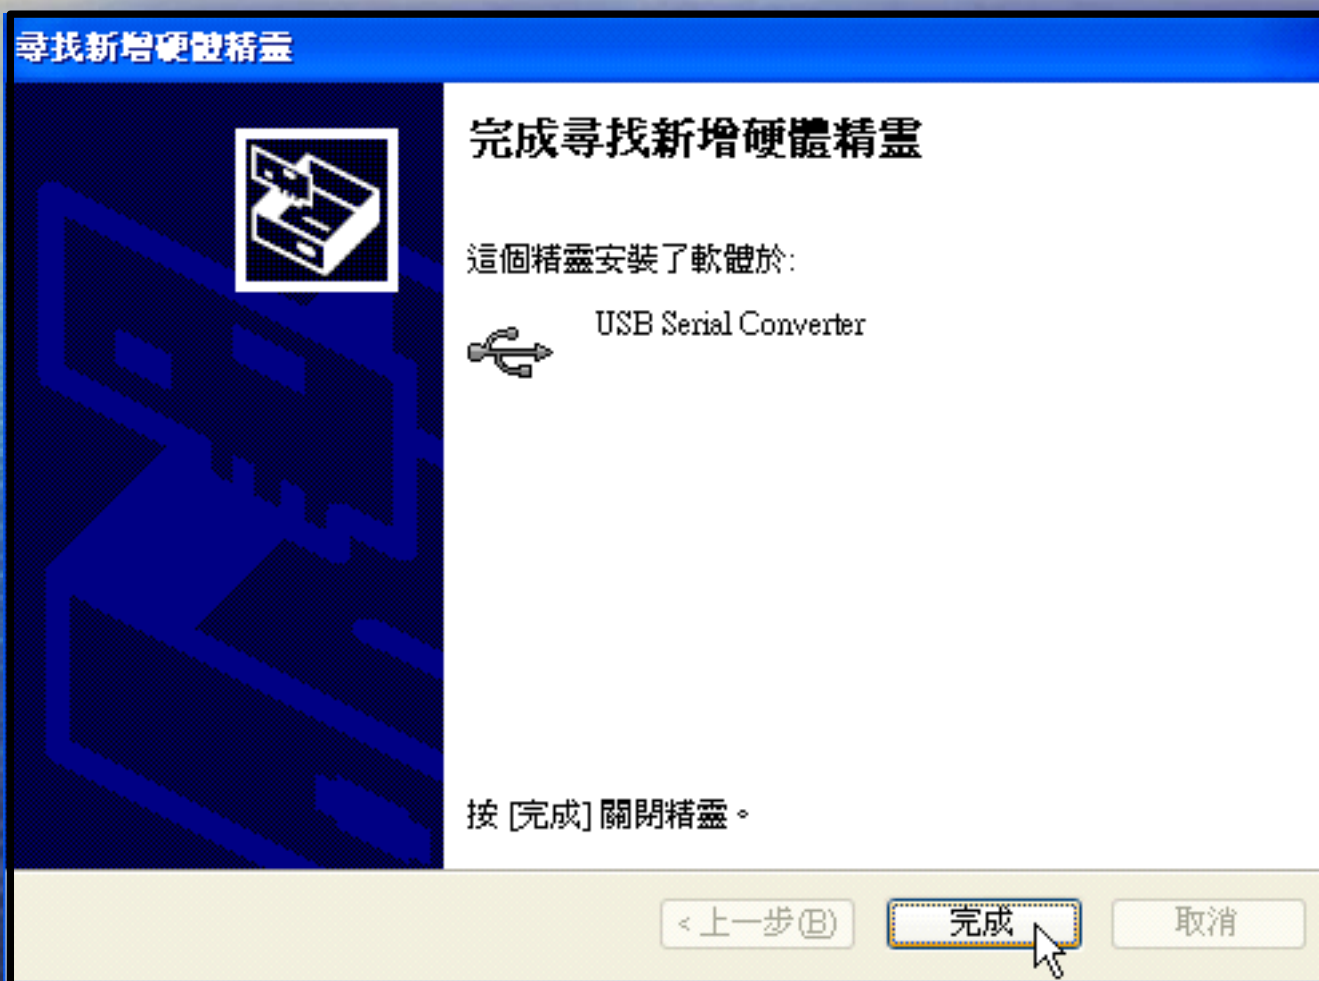 尋找新增硬體精靈
完成尋找新增硬體精靈
這個精靈安裝了軟體於:
USB Serial Converter
按 [完成] 關閉精靈。
< 上一步(B)
完成
取消